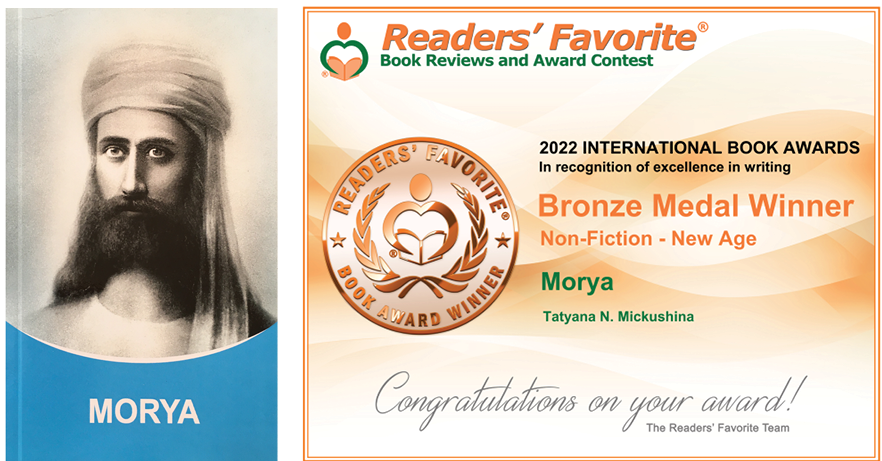 MORYA
Readers' Favorite®
Book Reviews and Award Contest
®
READERS' FAVORITE®
®
BOOK AWARD WINNER
2022 INTERNATIONAL BOOK AWARDS
In recognition of excellence in writing
Bronze Medal Winner
Non-Fiction - New Age
Morya
Tatyana N. Mickushina
Congratulations on your award!
The Readers' Favorite Team